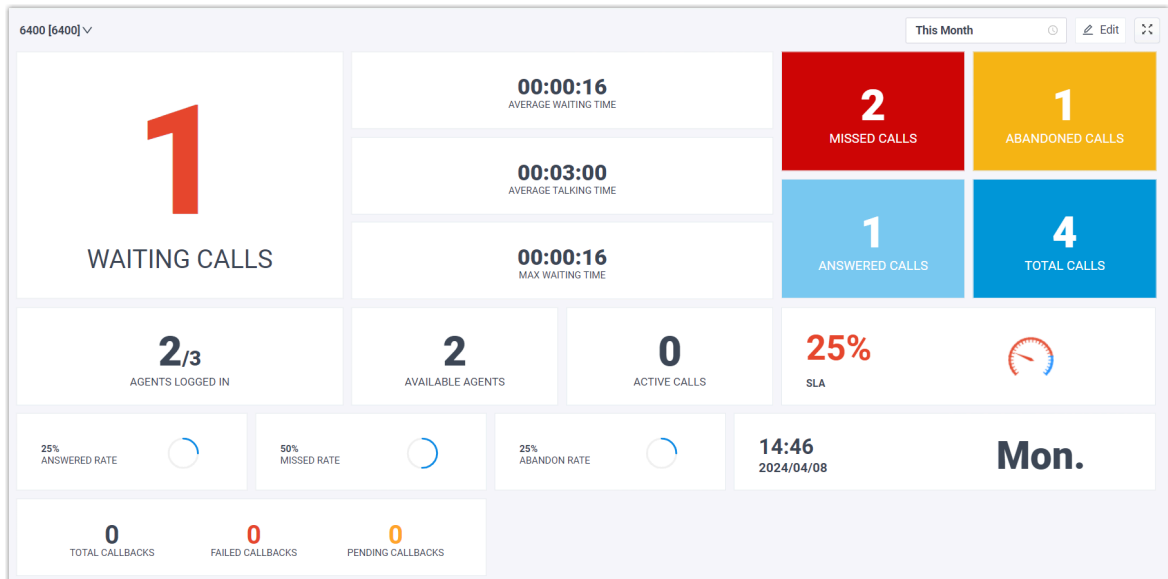 6400 [6400]
This Month
Edit
1
WAITING CALLS
00:00:16
AVERAGE WAITING TIME
00:03:00
AVERAGE TALKING TIME
00:00:16
MAX WAITING TIME
2
MISSED CALLS
1
ABANDONED CALLS
1
ANSWERED CALLS
4
TOTAL CALLS
2/3
AGENTS LOGGED IN
2
AVAILABLE AGENTS
0
ACTIVE CALLS
25%
SLA
25%
ANSWERED RATE
50%
MISSED RATE
25%
ABANDON RATE
14:46
2024/04/08
Mon.
0
TOTAL CALLBACKS
0
FAILED CALLBACKS
0
PENDING CALLBACKS